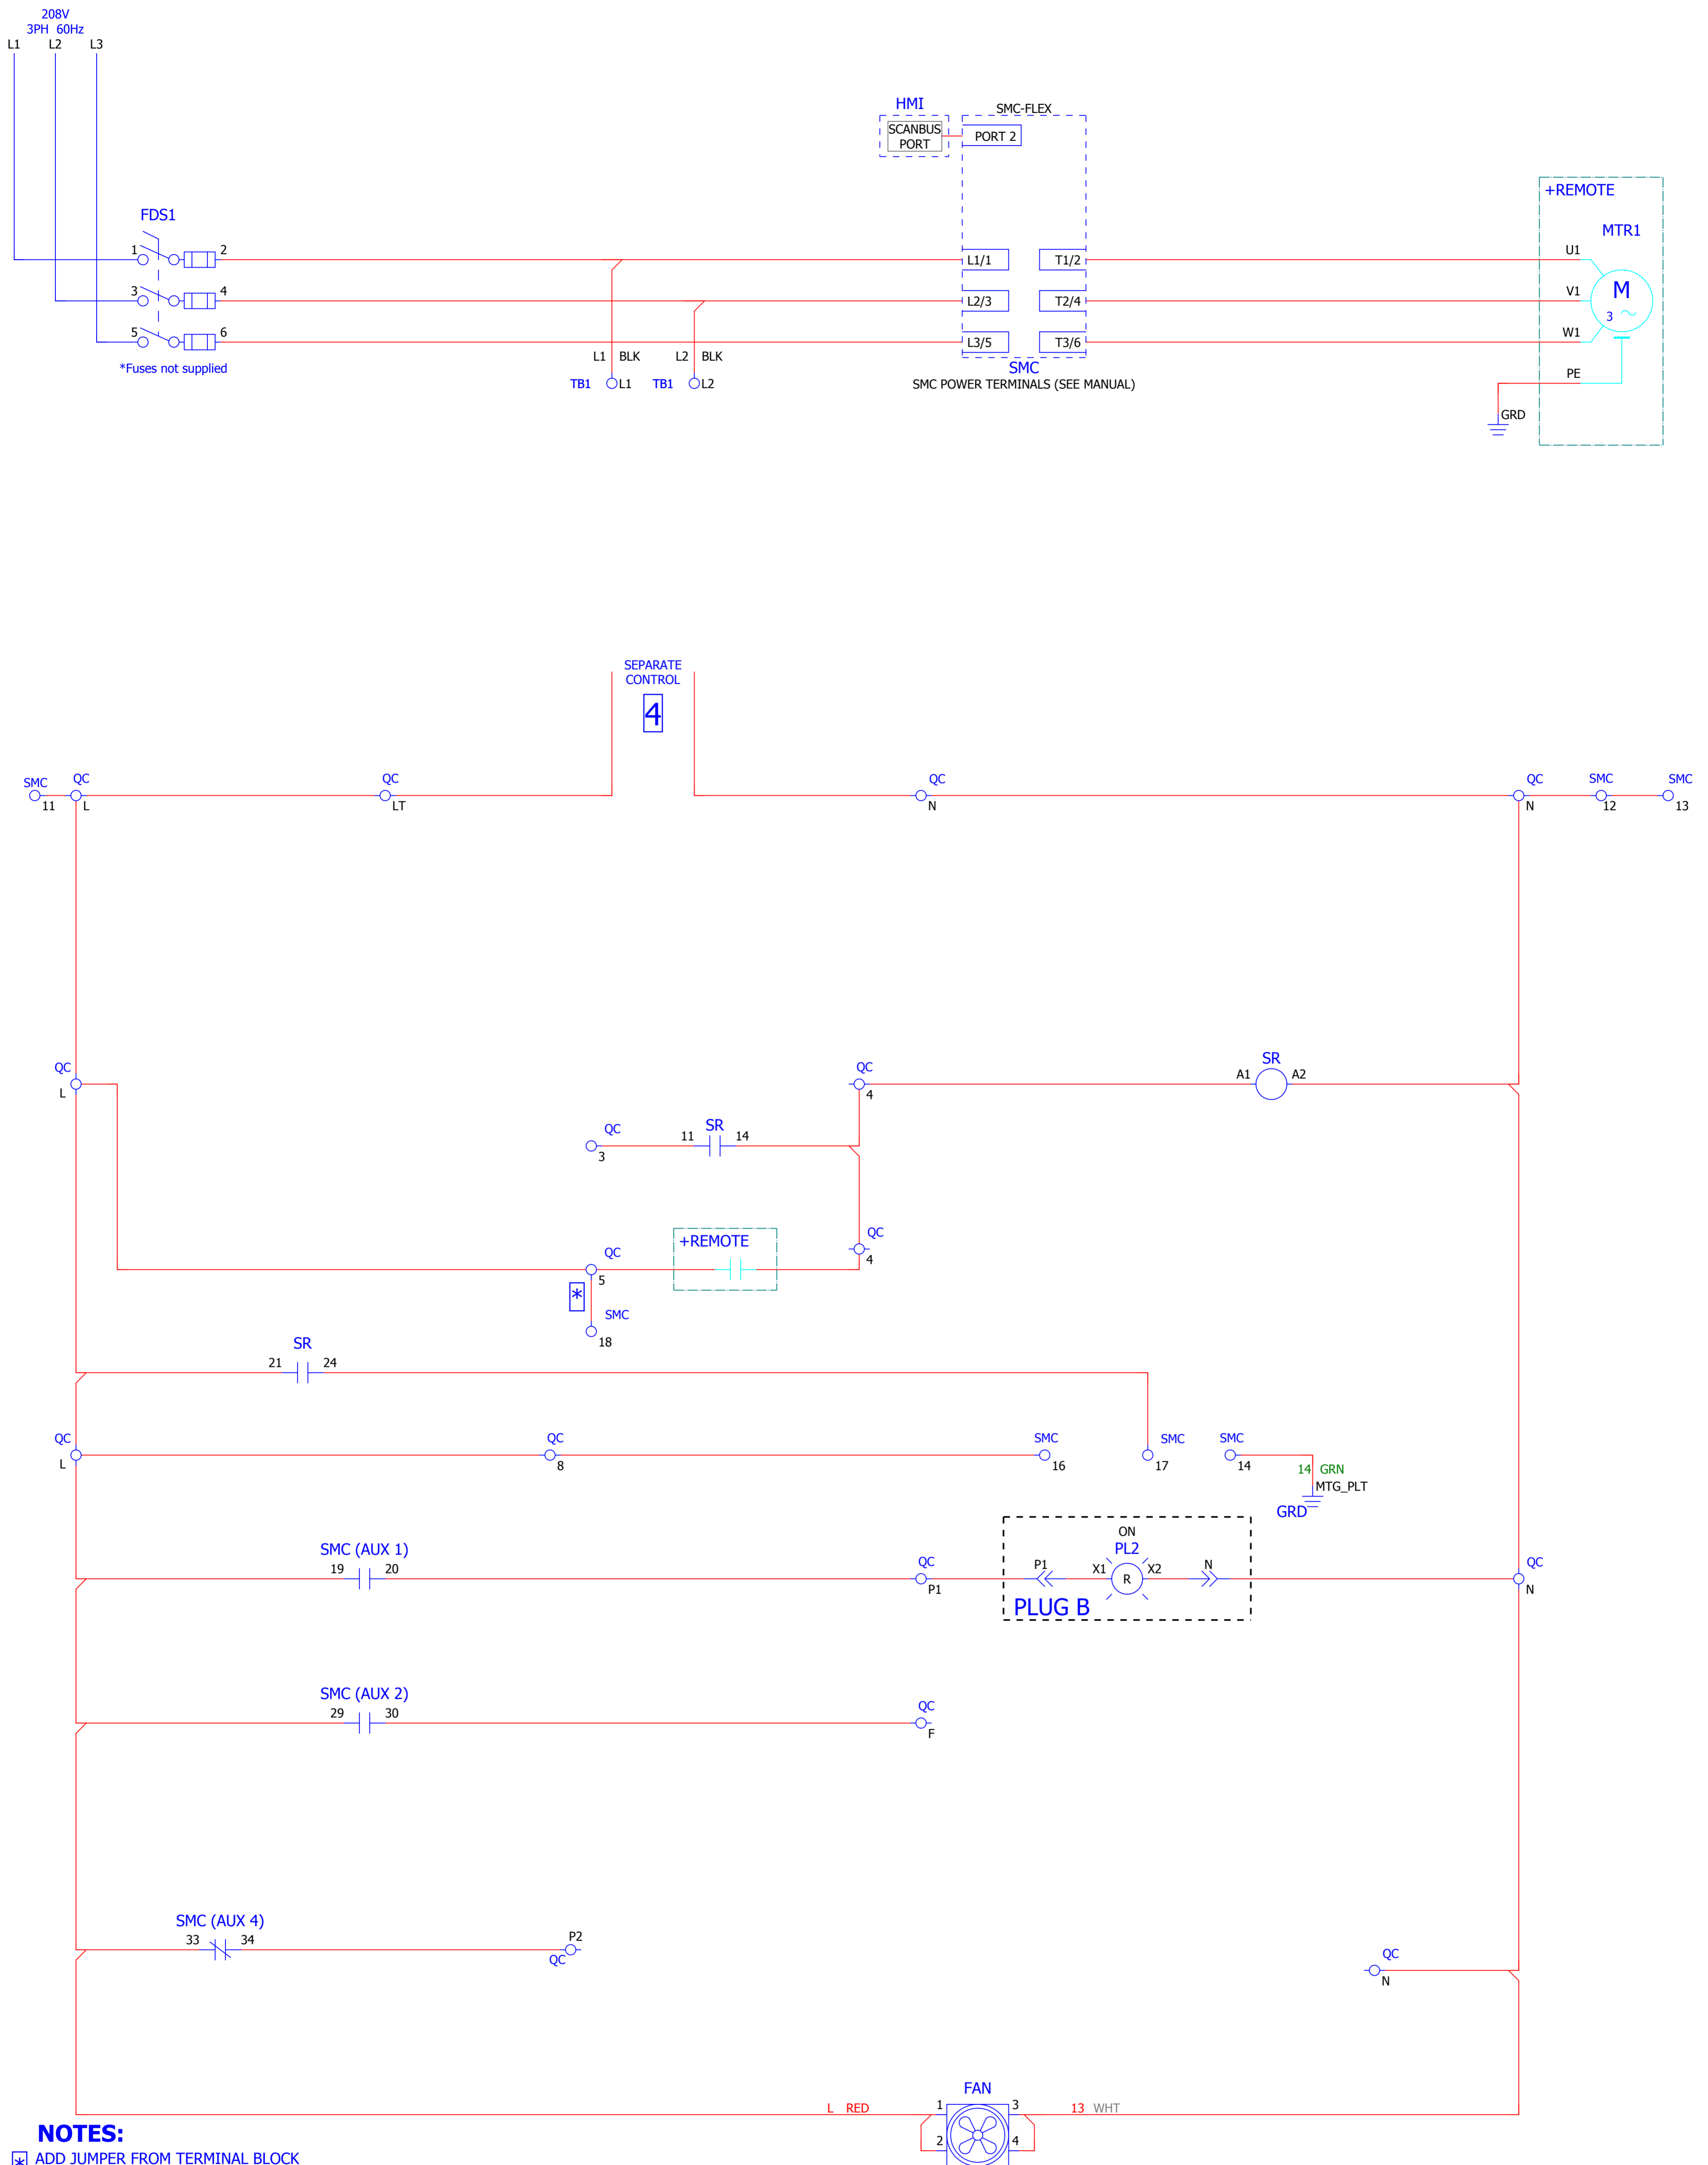 208V
3PH 60Hz
L1 L2 L3
HMI
SMC-FLEX
SCANBUS
PORT
PORT 2
+REMOTE
FDS1
MTR1
1 2
L1/1 T1/2
U1
3 4
L2/3 T2/4
V1
M
3
5 6
L3/5 T3/6
W1
*Fuses not supplied
L1 BLK L2 BLK
SMC
PE
TB1 L1 TB1 L2
SMC POWER TERMINALS (SEE MANUAL)
GRD
SEPARATE
CONTROL
4
SMC QC QC QC QC SMC SMC
11 L LT N N 12 13
QC QC SR
L 4 A1 A2
QC SR
3 11 14
QC
4
+REMOTE
QC
5
*
SMC
18
SR
21 24
QC QC SMC SMC SMC
L 8 16 17 14
14 GRN
MTG_PLT
GRD
ON
SMC (AUX 1)
PL2
19 20
QC
P1
P1 X1 R X2 N
QC
N
PLUG B
SMC (AUX 2)
29 30
QC
F
SMC (AUX 4)
33 34
P2
QC
QC
N
FAN
L RED 1 3 13 WHT
2 4
NOTES:
* ADD JUMPER FROM TERMINAL BLOCK